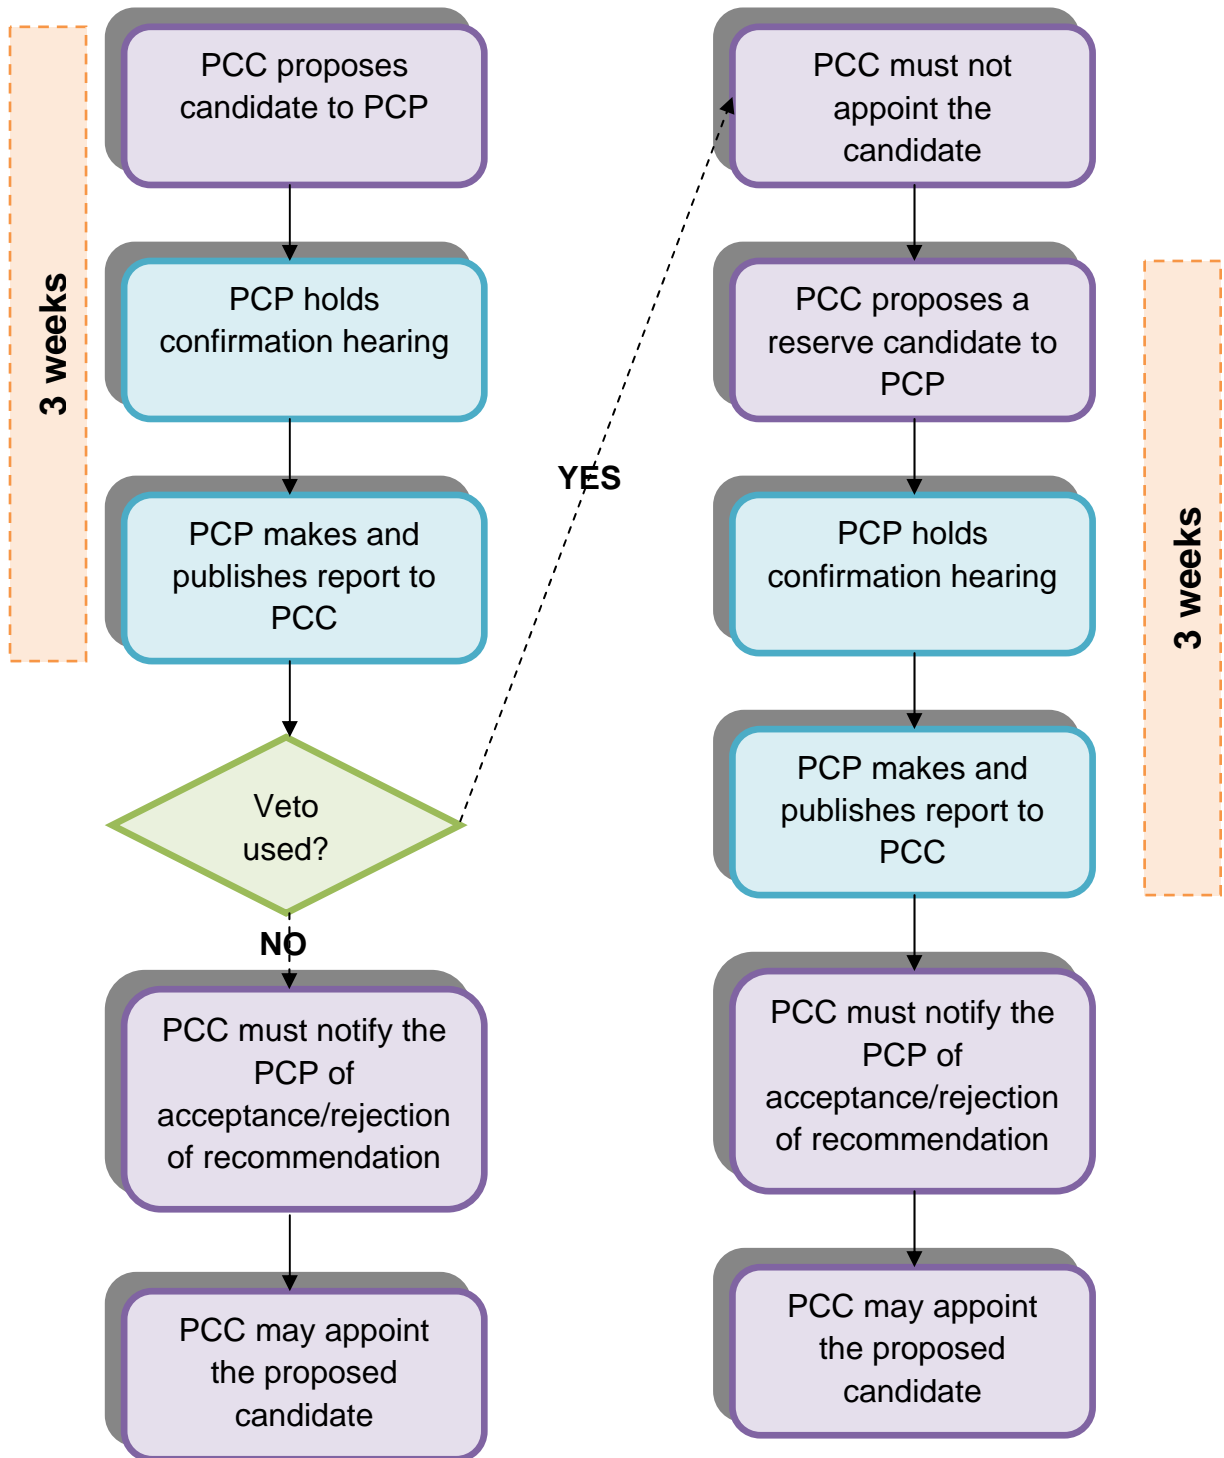 3 weeks
PCC proposes
candidate to PCP
PCP holds
confirmation hearing
PCP makes and
publishes report to
PCC
Veto
used?
NO
PCC must notify the
PCP of
acceptance/rejection
of recommendation
PCC may appoint
the proposed
candidate
YES
PCC must not
appoint the
candidate
PCC proposes a
reserve candidate to
PCP
PCP holds
confirmation hearing
PCP makes and
publishes report to
PCC
PCC must notify the
PCP of
acceptance/rejection
of recommendation
PCC may appoint
the proposed
candidate
3 weeks